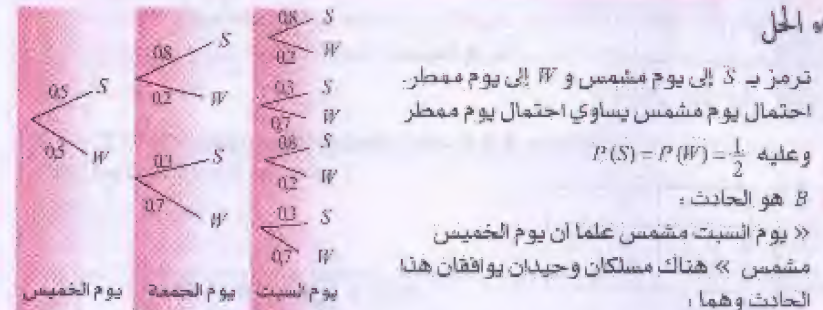 الحل
نرمز بـ S إلى يوم مشمس و W إلى يوم ممطر.
احتمال يوم مشمس يساوي احتمال يوم ممطر
وعليه P(S) = P(W) = 1/2
B هو الحادث :
« يوم السبت مشمس علما أن يوم الخميس
مشمس » هناك مسلكان وحيدان يوافقان هذا
الحادث وهما :
0.5 S
0.5 W
يوم الخميس
0.8 S
0.2 W
0.3 S
0.7 W
يوم الجمعة
0.8 S
0.2 W
0.3 S
0.7 W
0.8 S
0.2 W
0.3 S
0.7 W
يوم السبت